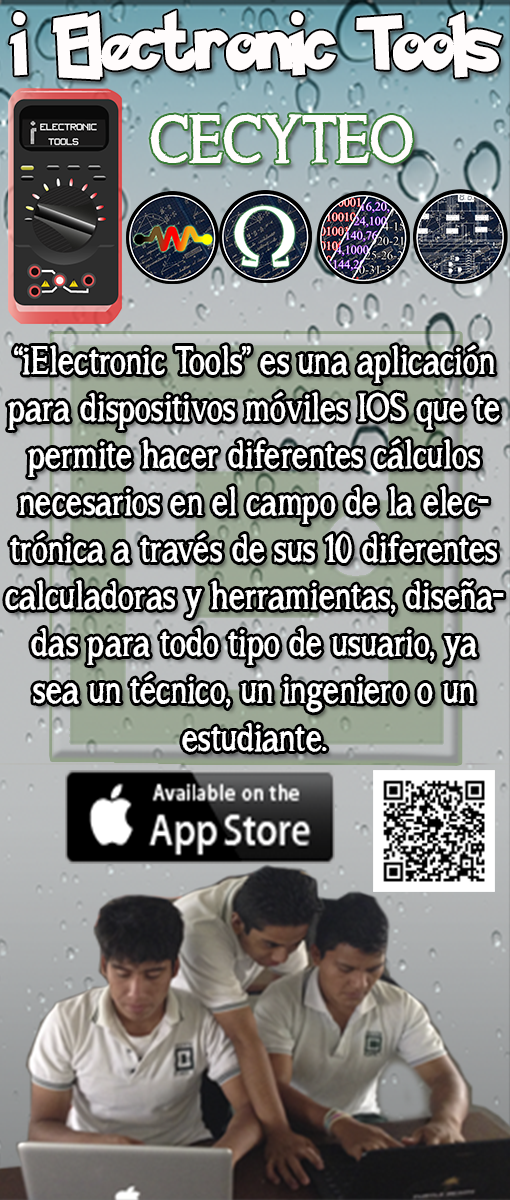 i Electronic Tools
i ELECTRONIC
TOOLS
CECYTEO
Ω
“iElectronic Tools” es una aplicación
para dispositivos móviles IOS que te
permite hacer diferentes cálculos
necesarios en el campo de la elec-
trónica a través de sus 10 diferentes
calculadoras y herramientas, diseña-
das para todo tipo de usuario, ya
sea un técnico, un ingeniero o un
estudiante.
Available on the
App Store